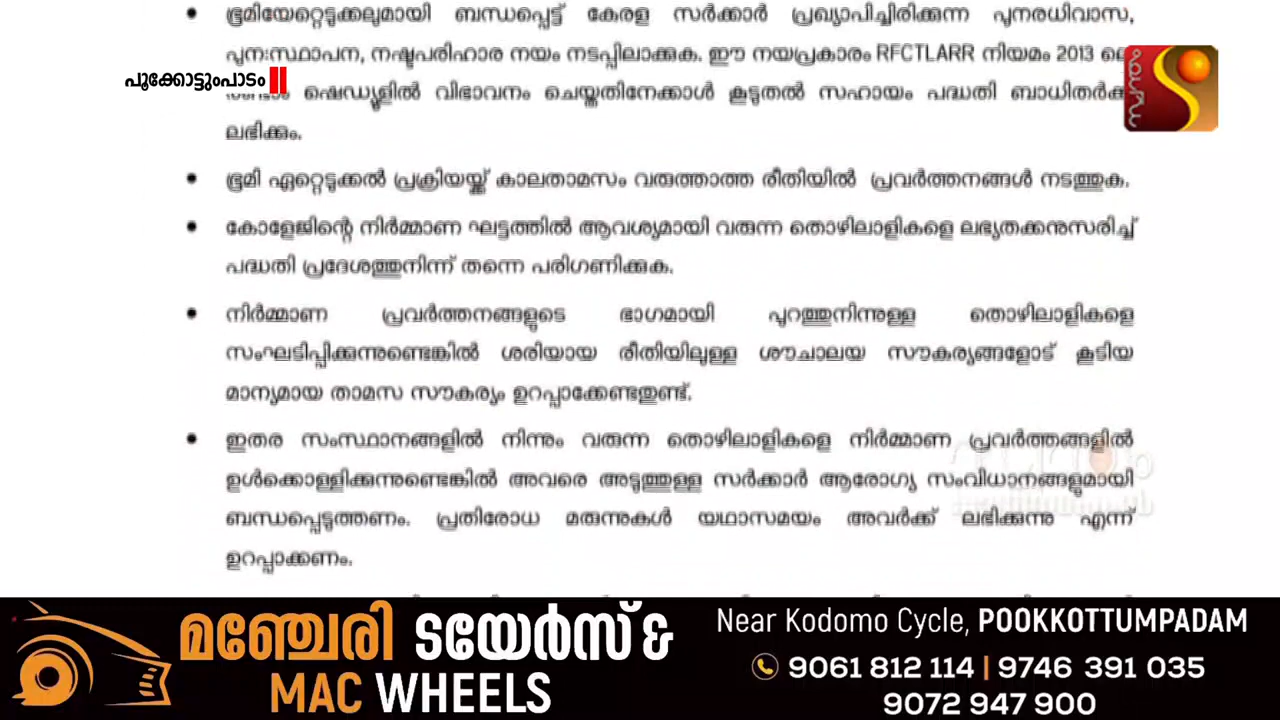 ഭൂമിയേറ്റെടുക്കലുമായി ബന്ധപ്പെട്ട് കേരള സർക്കാർ പ്രഖ്യാപിച്ചിരിക്കുന്ന പുനരധിവാസ,
പുനഃസ്ഥാപന, നഷ്ടപരിഹാര നയം നടപ്പിലാക്കുക. ഈ നയപ്രകാരം RFCTLARR നിയമം 2013 ലെ
പൂക്കോട്ടുംപാടം
ഷെഡ്യൂളിൽ വിഭാവനം ചെയ്തതിനേക്കാൾ കൂടുതൽ സഹായം പദ്ധതി ബാധിതർക്കു
ലഭിക്കും.
• ഭൂമി ഏറ്റെടുക്കൽ പ്രക്രിയയ്ക്ക് കാലതാമസം വരുത്താത്ത രീതിയിൽ പ്രവർത്തനങ്ങൾ നടത്തുക.
• കോളേജിന്റെ നിർമ്മാണ ഘട്ടത്തിൽ ആവശ്യമായി വരുന്ന തൊഴിലാളികളെ ലഭ്യതക്കനുസരിച്ച്
പദ്ധതി പ്രദേശത്തുനിന്ന് തന്നെ പരിഗണിക്കുക.
• നിർമ്മാണ പ്രവർത്തനങ്ങളുടെ ഭാഗമായി പുറത്തുനിന്നുള്ള തൊഴിലാളികളെ
സംഘടിപ്പിക്കുന്നുണ്ടെങ്കിൽ ശരിയായ രീതിയിലുള്ള ശൗചാലയ സൗകര്യങ്ങളോട് കൂടിയ
മാന്യമായ താമസ സൗകര്യം ഉറപ്പാക്കേണ്ടതുണ്ട്.
• ഇതര സംസ്ഥാനങ്ങളിൽ നിന്നും വരുന്ന തൊഴിലാളികളെ നിർമ്മാണ പ്രവർത്തങ്ങളിൽ
ഉൾക്കൊള്ളിക്കുന്നുണ്ടെങ്കിൽ അവരെ അടുത്തുള്ള സർക്കാർ ആരോഗ്യ സംവിധാനങ്ങളുമായി
ബന്ധപ്പെടുത്തണം. പ്രതിരോധ മരുന്നുകൾ യഥാസമയം അവർക്ക് ലഭിക്കുന്നു എന്ന്
ഉറപ്പാക്കണം.
മഞ്ചേരി ടയേർസ് &
MAC WHEELS
Near Kodomo Cycle, POOKKOTTUMPADAM
9061 812 114 | 9746 391 035
9072 947 900